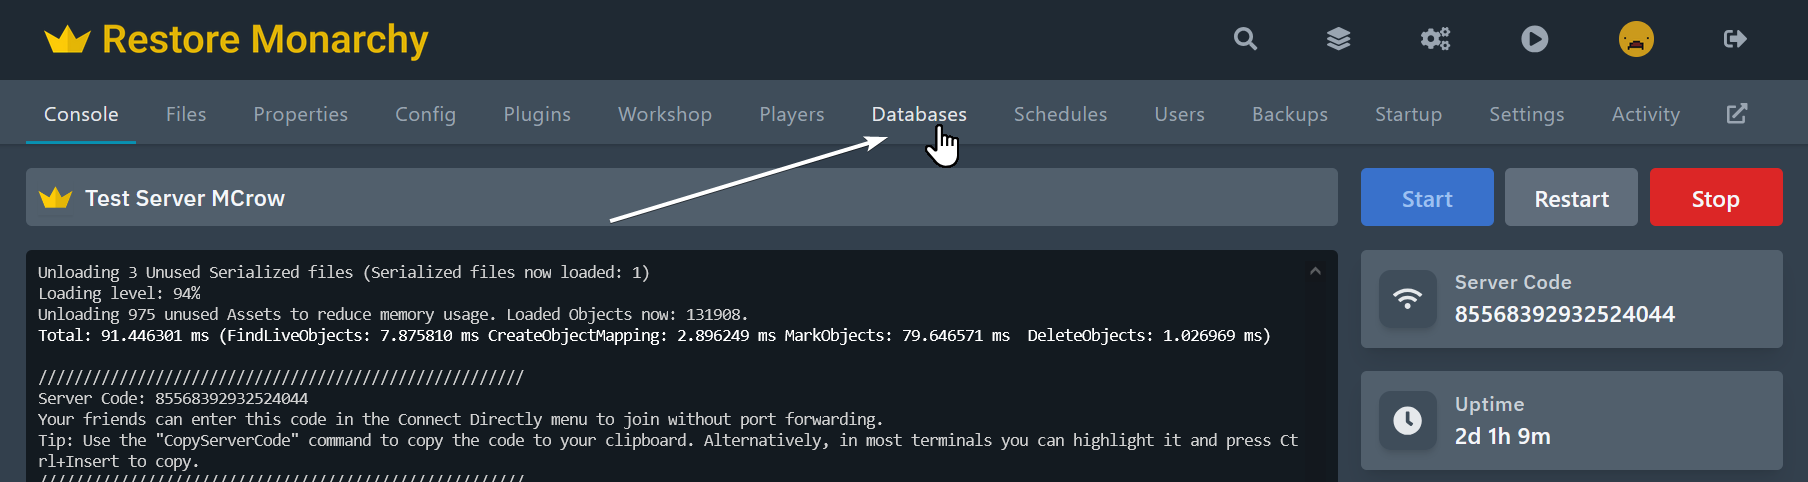 Restore Monarchy
Console Files Properties Config Plugins Workshop Players Databases Schedules Users Backups Startup Settings Activity
Test Server MCrow
Start Restart Stop
Unloading 3 Unused Serialized files (Serialized files now loaded: 1)
Loading level: 94%
Unloading 975 unused Assets to reduce memory usage. Loaded Objects now: 131908.
Total: 91.446301 ms (FindLiveObjects: 7.875810 ms CreateObjectMapping: 2.896249 ms MarkObjects: 79.646571 ms  DeleteObjects: 1.026969 ms)
//////////////////////////////////////////////////////
Server Code: 85568392932524044
Your friends can enter this code in the Connect Directly menu to join without port forwarding.
Tip: Use the "CopyServerCode" command to copy the code to your clipboard. Alternatively, in most terminals you can highlight it and press Ct
rl+Insert to copy.
//////////////////////////////////////////////////////
Server Code
85568392932524044
Uptime
2d 1h 9m